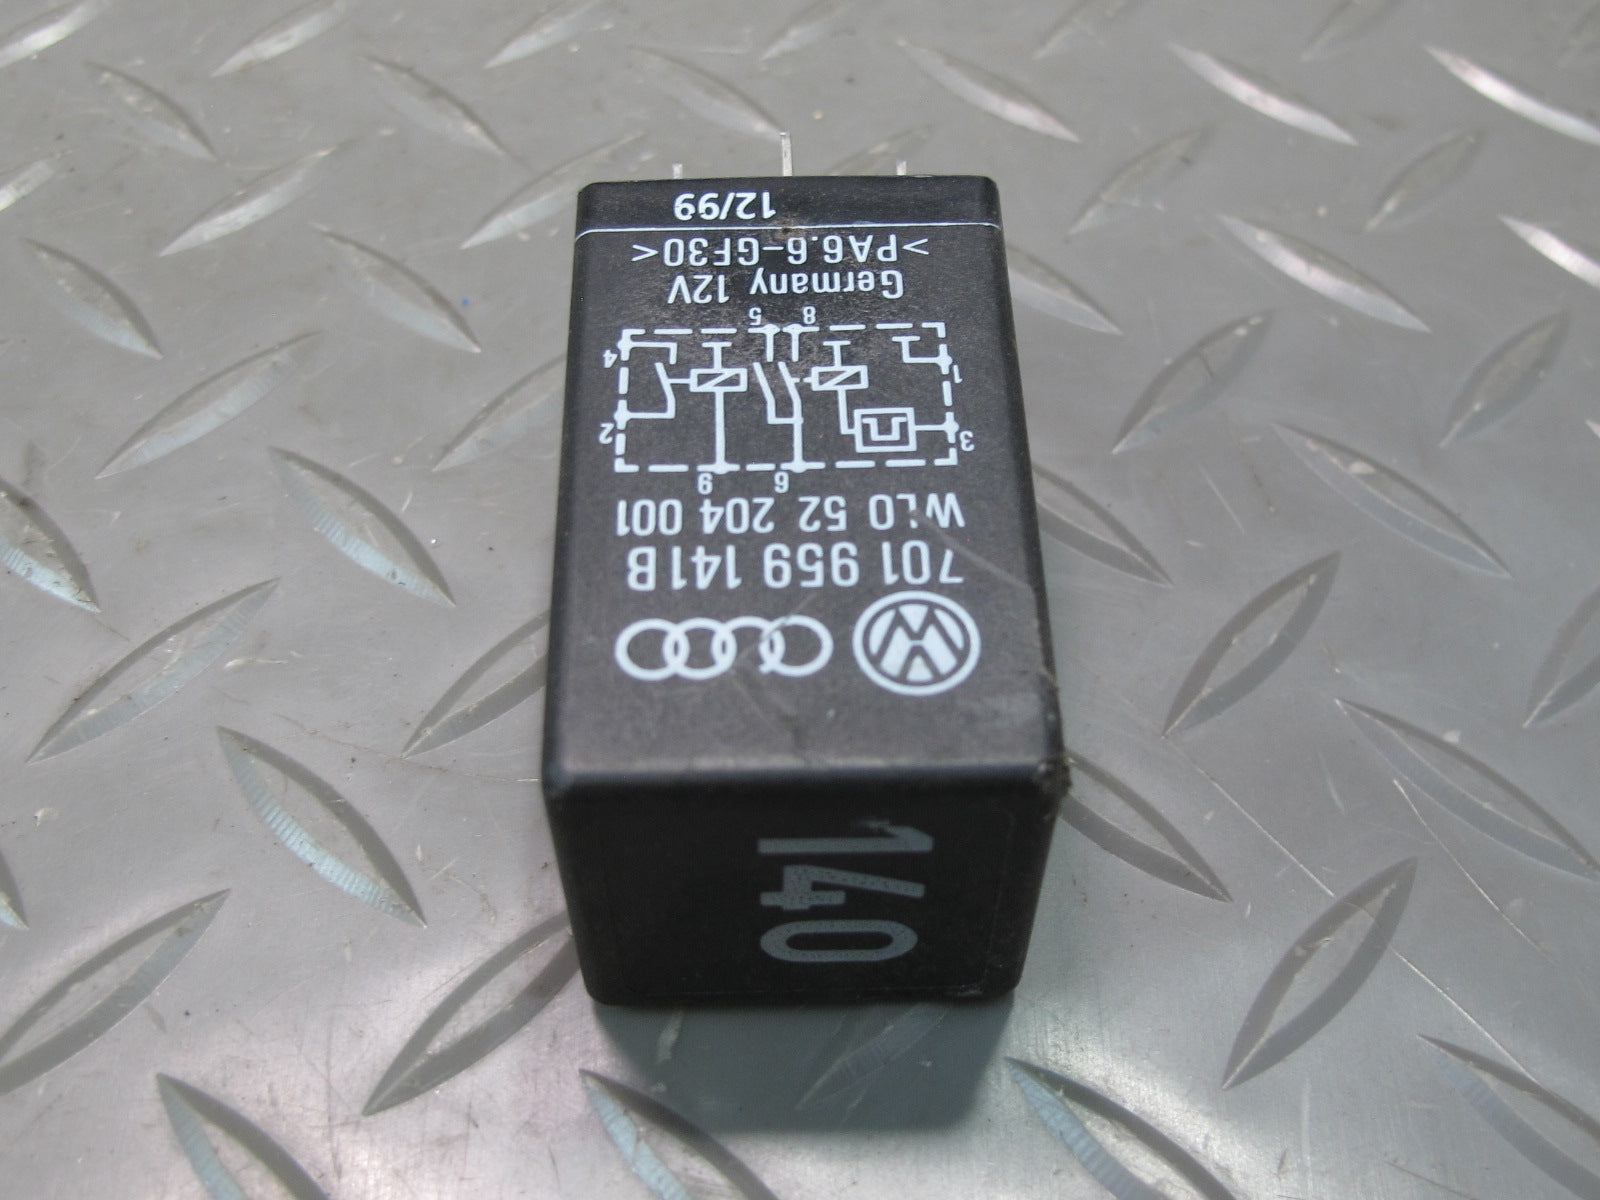 701 959 141B
WL0 52 204 001
9 6
2 3
4 1
5 8
Germany 12V
>PA6.6-GF30<
12/99
140